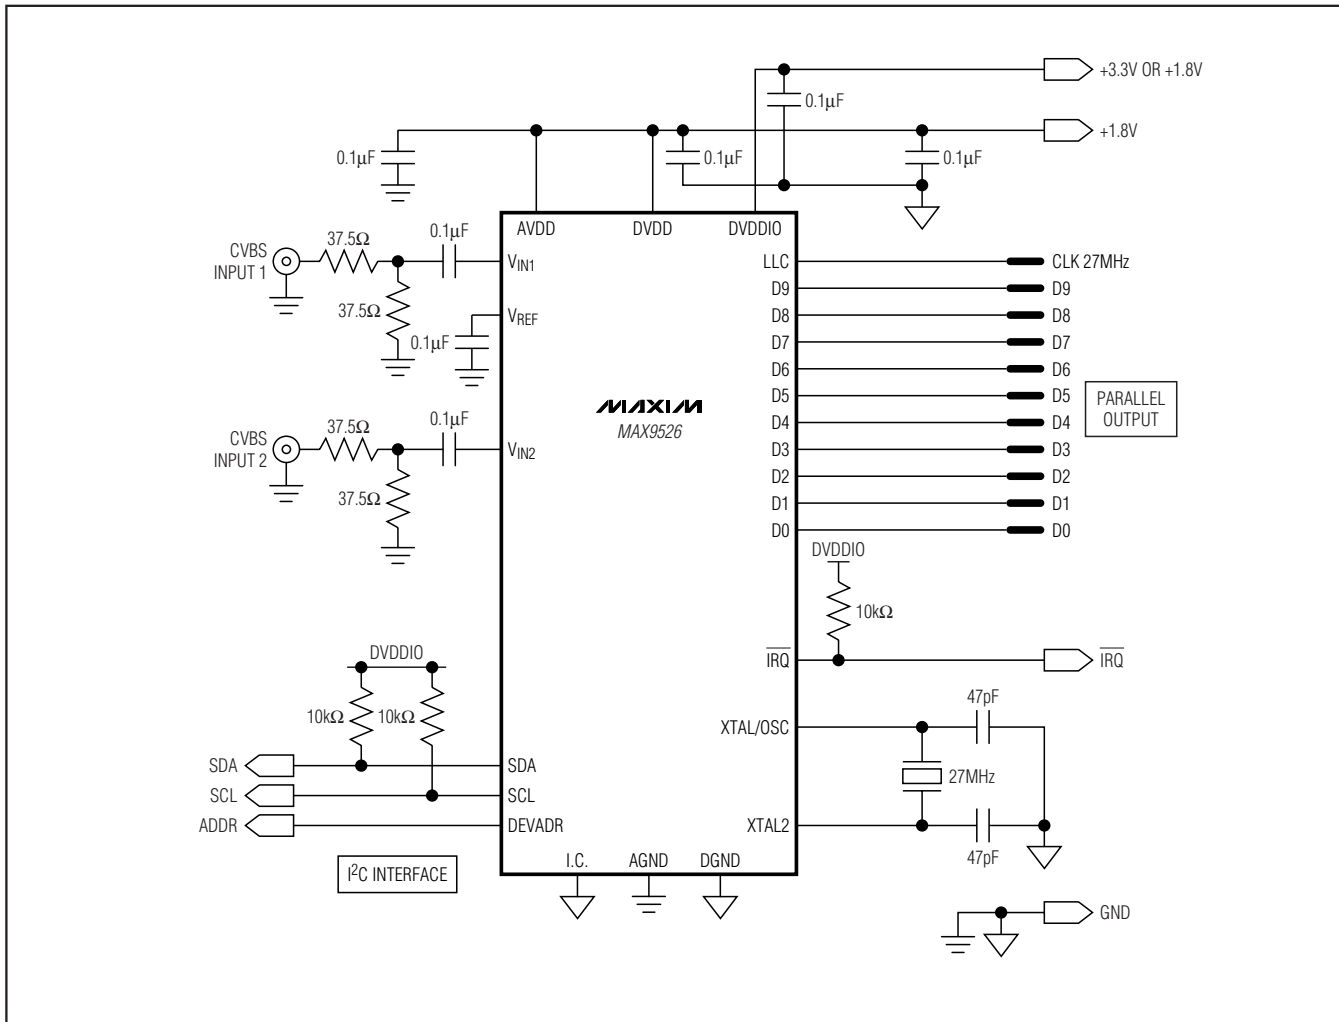 +3.3V OR +1.8V
0.1µF
+1.8V
0.1µF
0.1µF
0.1µF
AVDD
DVDD
DVDDIO
CVBS
INPUT 1
37.5Ω
0.1µF
VIN1
37.5Ω
VREF
0.1µF
LLC
CLK 27MHz
D9
D9
D8
D8
D7
D7
D6
D6
D5
D5
D4
D4
D3
D3
D2
D2
D1
D1
D0
D0
PARALLEL
OUTPUT
MAXIM
MAX9526
CVBS
INPUT 2
37.5Ω
0.1µF
VIN2
37.5Ω
DVDDIO
10kΩ
IRQ
IRQ
DVDDIO
10kΩ
10kΩ
XTAL/OSC
47pF
27MHz
XTAL2
47pF
SDA
SDA
SCL
SCL
ADDR
DEVADR
I²C INTERFACE
I.C.
AGND
DGND
GND